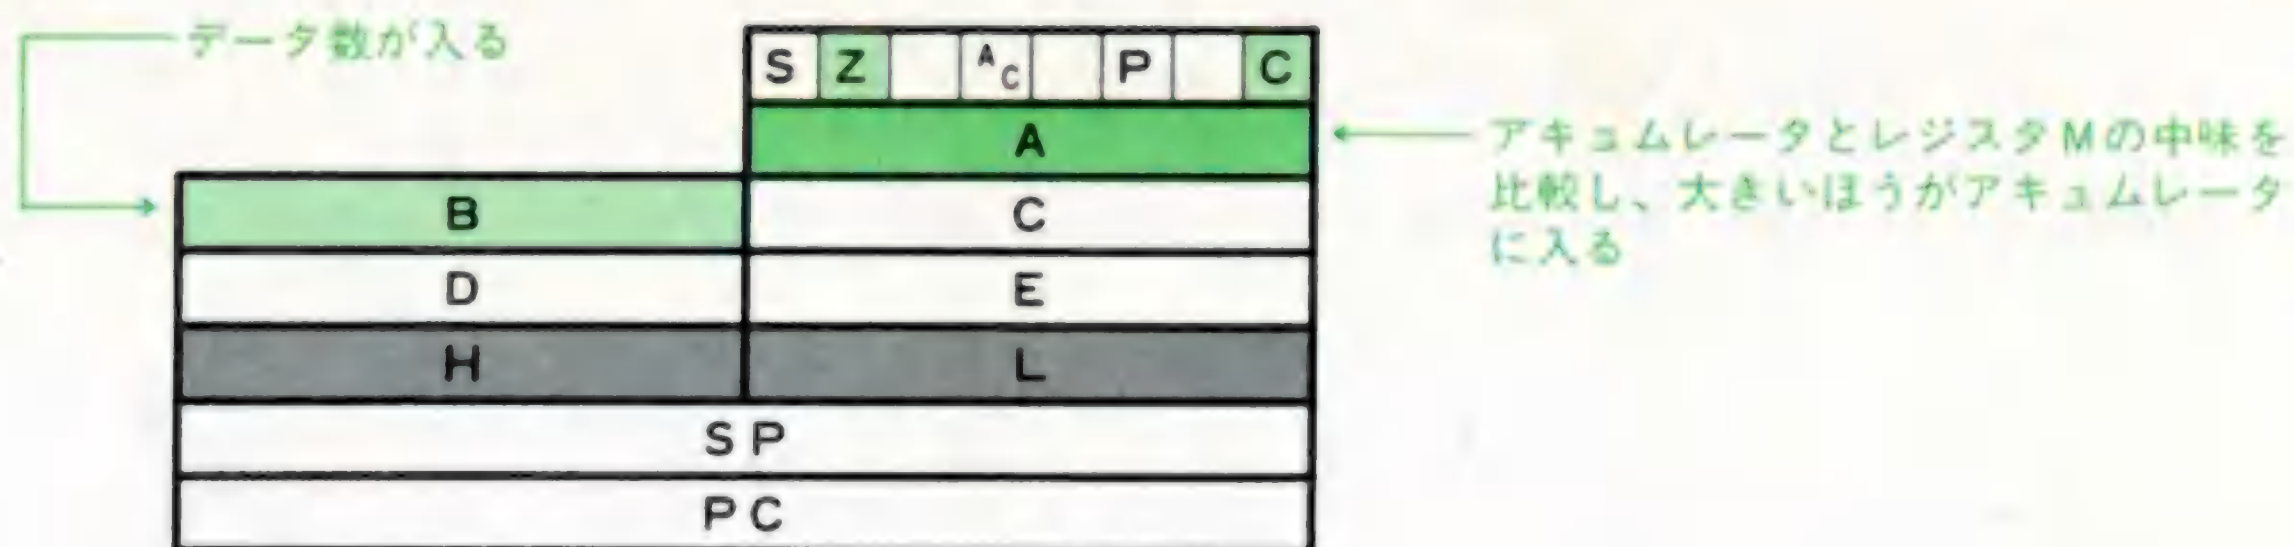 データ数が入る
S Z AC P C
A
アキュムレータとレジスタMの中味を
比較し、大きいほうがアキュムレータ
に入る
B C
D E
H L
SP
PC